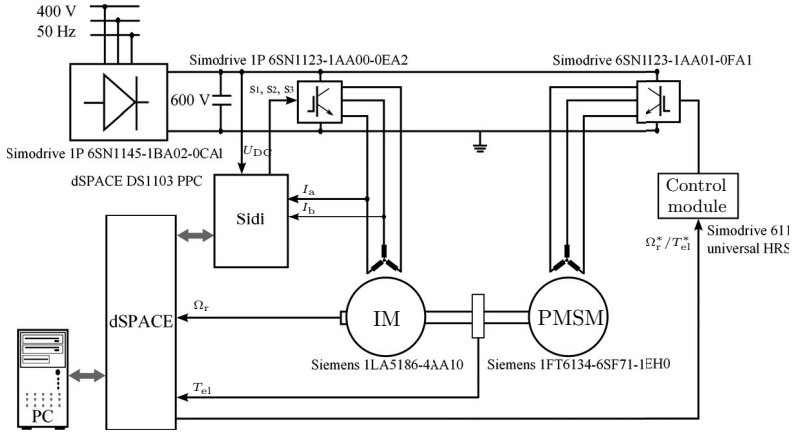 400 V
50 Hz
Simodrive 1P 6SN1123-1AA00-0EA2
Simodrive 6SN1123-1AA01-0FA1
600 V
S1, S2, S3
Simodrive 1P 6SN1145-1BA02-0CA1
U_DC
dSPACE DS1103 PPC
Sidi
I_a
I_b
Control
module
Simodrive 611
universal HRS
Ω_r^*/T_el^*
Ω_r
dSPACE
IM
PMSM
Siemens 1LA5186-4AA10
Siemens 1FT6134-6SF71-1EH0
T_el
PC